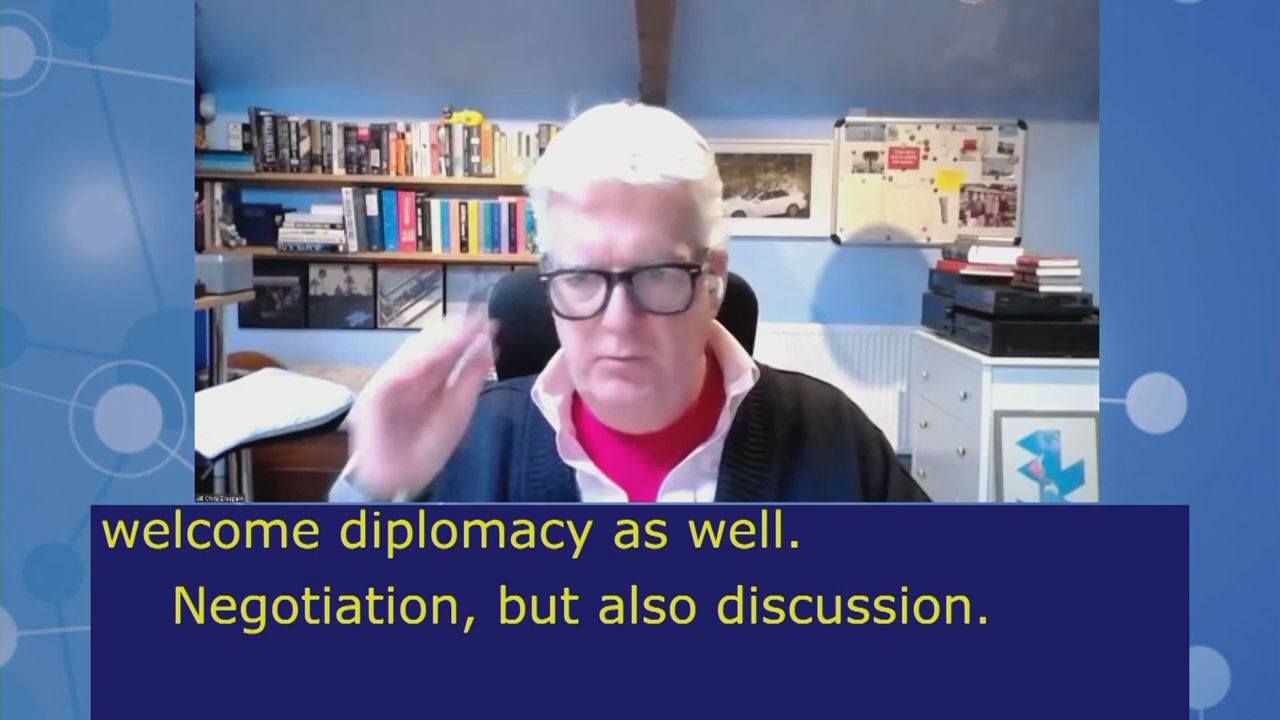 welcome diplomacy as well.
Negotiation, but also discussion.